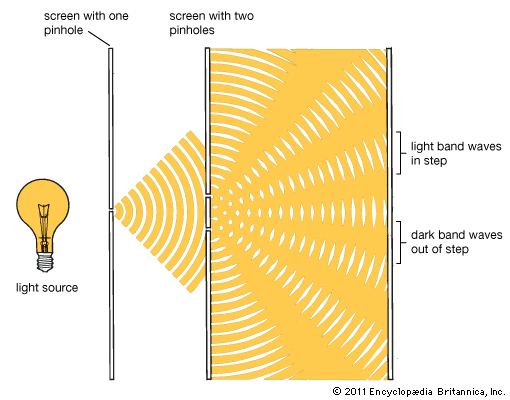 screen with one
pinhole
screen with two
pinholes
light band waves
in step
dark band waves
out of step
light source
© 2011 Encyclopædia Britannica, Inc.